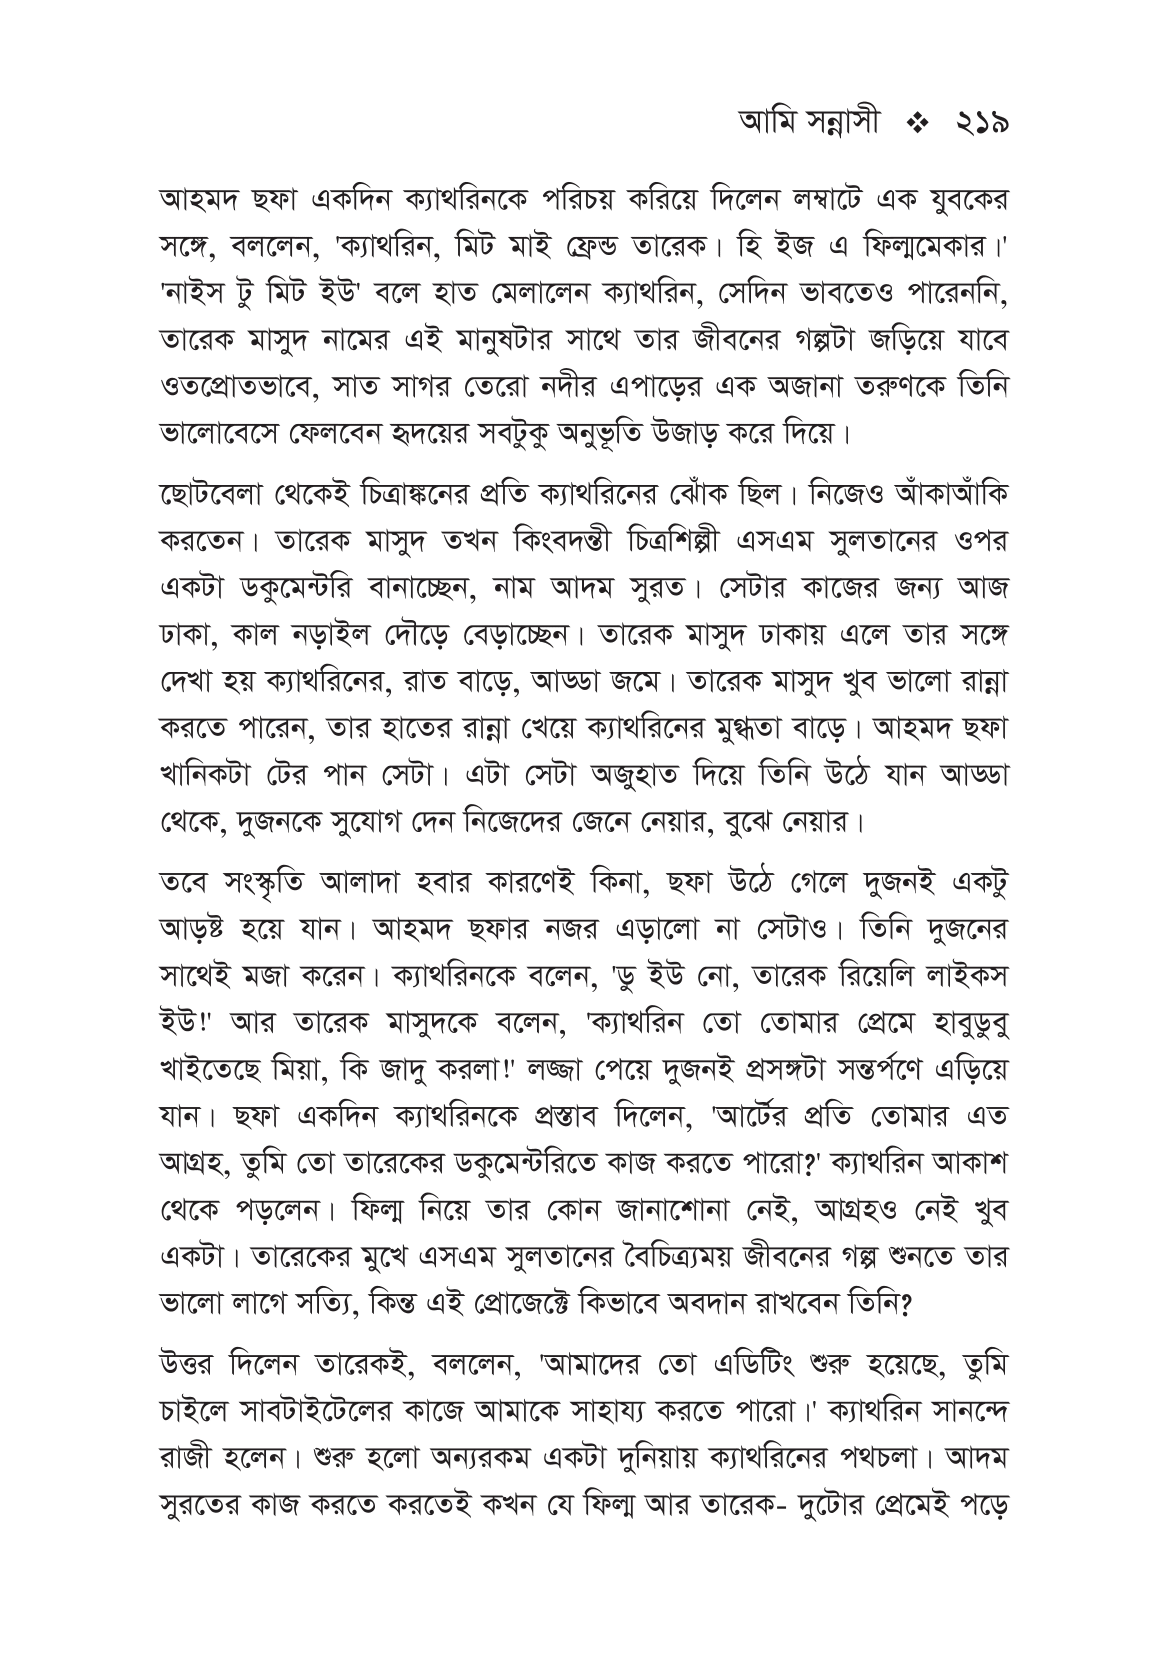 আমি সন্নাসী ❖ ২১৯
আহমদ ছফা একদিন ক্যাথরিনকে পরিচয় করিয়ে দিলেন লম্বাটে এক যুবকের
সঙ্গে, বললেন, 'ক্যাথরিন, মিট মাই ফ্রেন্ড তারেক। হি ইজ এ ফিল্মমেকার।'
'নাইস টু মিট ইউ' বলে হাত মেলালেন ক্যাথরিন, সেদিন ভাবতেও পারেননি,
তারেক মাসুদ নামের এই মানুষটার সাথে তার জীবনের গল্পটা জড়িয়ে যাবে
ওতপ্রোতভাবে, সাত সাগর তেরো নদীর এপাড়ের এক অজানা তরুণকে তিনি
ভালোবেসে ফেলবেন হৃদয়ের সবটুকু অনুভূতি উজাড় করে দিয়ে।
ছোটবেলা থেকেই চিত্রাঙ্কনের প্রতি ক্যাথরিনের ঝোঁক ছিল। নিজেও আঁকাআঁকি
করতেন। তারেক মাসুদ তখন কিংবদন্তী চিত্রশিল্পী এসএম সুলতানের ওপর
একটা ডকুমেন্টরি বানাচ্ছেন, নাম আদম সুরত। সেটার কাজের জন্য আজ
ঢাকা, কাল নড়াইল দৌড়ে বেড়াচ্ছেন। তারেক মাসুদ ঢাকায় এলে তার সঙ্গে
দেখা হয় ক্যাথরিনের, রাত বাড়ে, আড্ডা জমে। তারেক মাসুদ খুব ভালো রান্না
করতে পারেন, তার হাতের রান্না খেয়ে ক্যাথরিনের মুগ্ধতা বাড়ে। আহমদ ছফা
খানিকটা টের পান সেটা। এটা সেটা অজুহাত দিয়ে তিনি উঠে যান আড্ডা
থেকে, দুজনকে সুযোগ দেন নিজেদের জেনে নেয়ার, বুঝে নেয়ার।
তবে সংস্কৃতি আলাদা হবার কারণেই কিনা, ছফা উঠে গেলে দুজনই একটু
আড়ষ্ট হয়ে যান। আহমদ ছফার নজর এড়ালো না সেটাও। তিনি দুজনের
সাথেই মজা করেন। ক্যাথরিনকে বলেন, 'ডু ইউ নো, তারেক রিয়েলি লাইকস
ইউ!' আর তারেক মাসুদকে বলেন, 'ক্যাথরিন তো তোমার প্রেমে হাবুডুবু
খাইতেছে মিয়া, কি জাদু করলা!' লজ্জা পেয়ে দুজনই প্রসঙ্গটা সন্তর্পণে এড়িয়ে
যান। ছফা একদিন ক্যাথরিনকে প্রস্তাব দিলেন, 'আর্টের প্রতি তোমার এত
আগ্রহ, তুমি তো তারেকের ডকুমেন্টরিতে কাজ করতে পারো?' ক্যাথরিন আকাশ
থেকে পড়লেন। ফিল্ম নিয়ে তার কোন জানাশোনা নেই, আগ্রহও নেই খুব
একটা। তারেকের মুখে এসএম সুলতানের বৈচিত্র্যময় জীবনের গল্প শুনতে তার
ভালো লাগে সত্যি, কিন্তু এই প্রোজেক্টে কিভাবে অবদান রাখবেন তিনি?
উত্তর দিলেন তারেকই, বললেন, 'আমাদের তো এডিটিং শুরু হয়েছে, তুমি
চাইলে সাবটাইটেলের কাজে আমাকে সাহায্য করতে পারো।' ক্যাথরিন সানন্দে
রাজী হলেন। শুরু হলো অন্যরকম একটা দুনিয়ায় ক্যাথরিনের পথচলা। আদম
সুরতের কাজ করতে করতেই কখন যে ফিল্ম আর তারেক- দুটোর প্রেমেই পড়ে